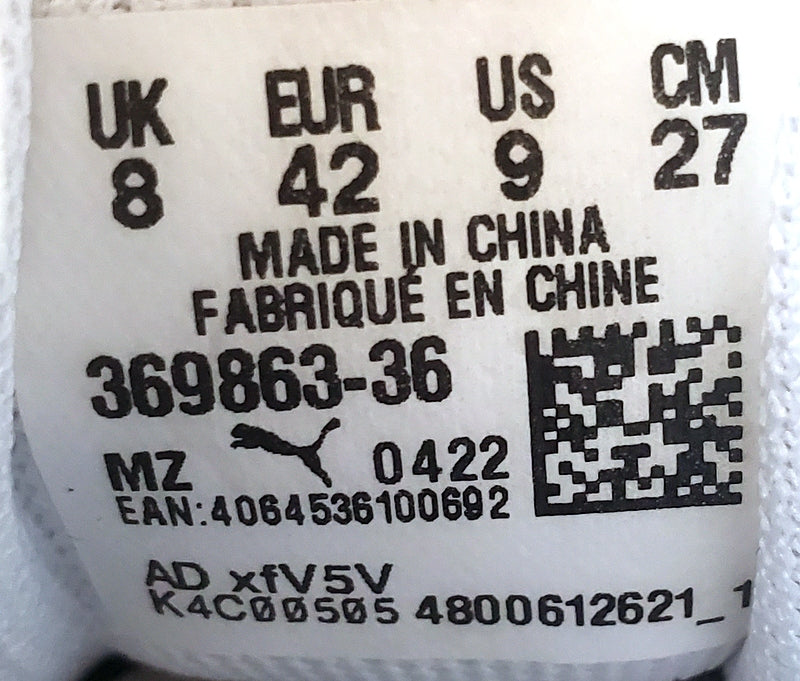 UK EUR US CM
8 42 9 27
MADE IN CHINA
FABRIQUÉ EN CHINE
369863-36
MZ 0422
EAN:4064536100692
AD xfV5V
K4C00505 4800612621_1